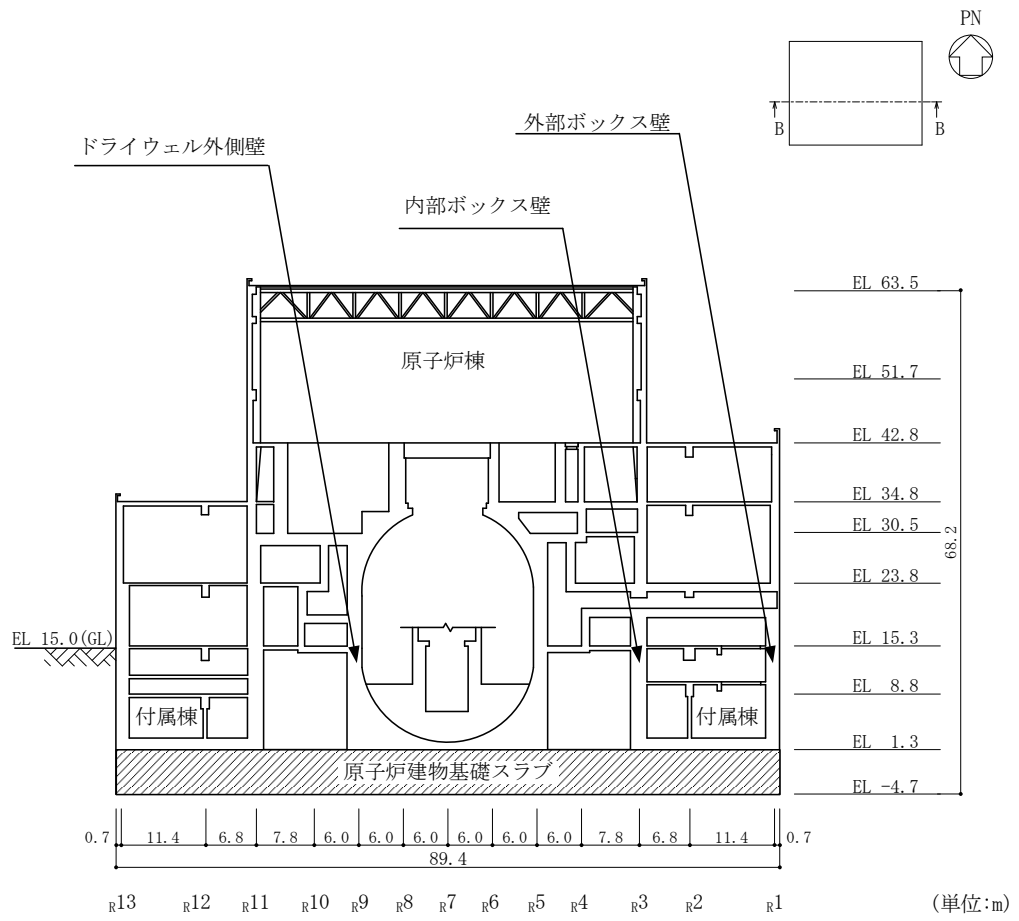 PN
B B
ドライウェル外側壁
外部ボックス壁
内部ボックス壁
原子炉棟
付属棟
付属棟
原子炉建物基礎スラブ
EL 15.0(GL)
EL 63.5
EL 51.7
EL 42.8
EL 34.8
EL 30.5
EL 23.8
EL 15.3
EL 8.8
EL 1.3
EL -4.7
68.2
0.7 11.4 6.8 7.8 6.0 6.0 6.0 6.0 6.0 6.0 7.8 6.8 11.4 0.7
89.4
R13 R12 R11 R10 R9 R8 R7 R6 R5 R4 R3 R2 R1
(単位:m)